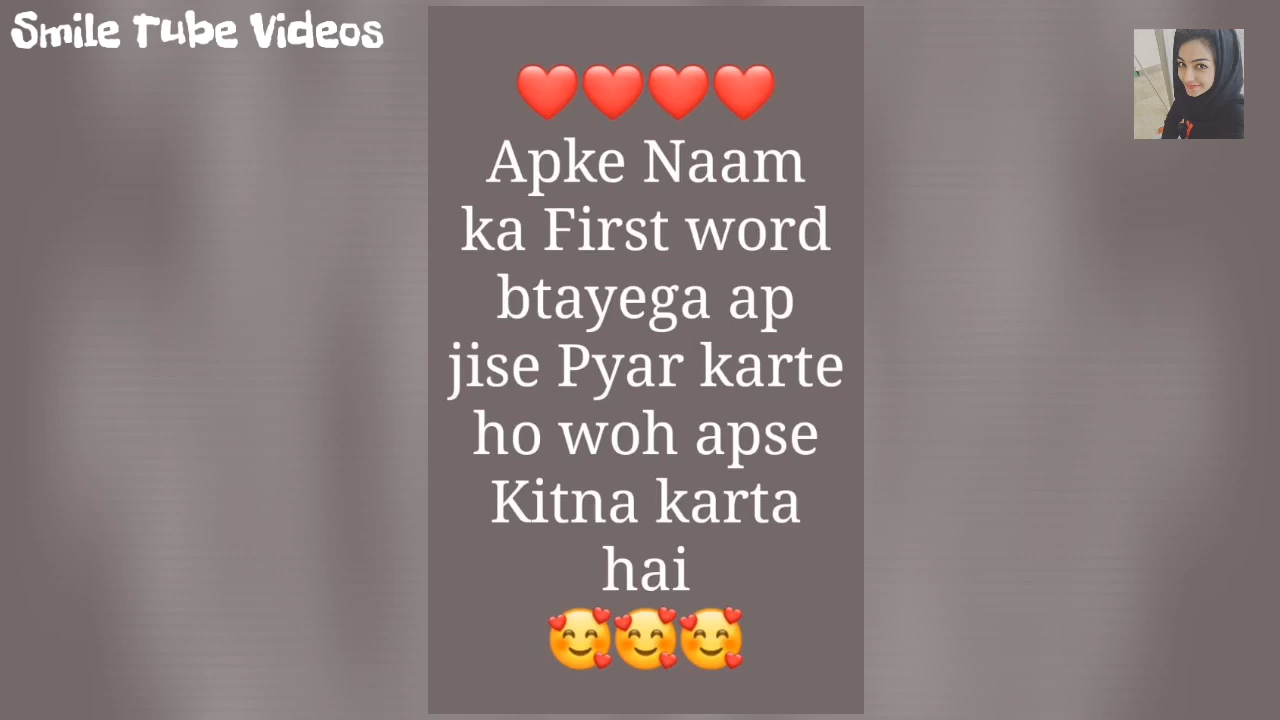 Smile Tube Videos
❤️❤️❤️❤️
Apke Naam
ka First word
btayega ap
jise Pyar karte
ho woh apse
Kitna karta
hai
🥰🥰🥰